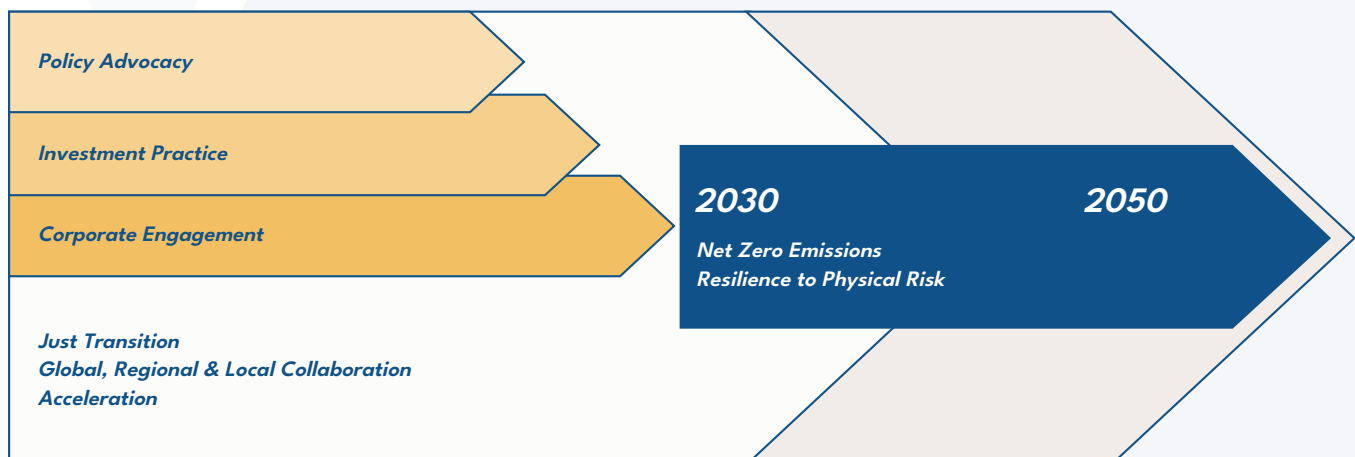 Policy Advocacy
Investment Practice
Corporate Engagement
Just Transition
Global, Regional & Local Collaboration
Acceleration
2030
2050
Net Zero Emissions
Resilience to Physical Risk